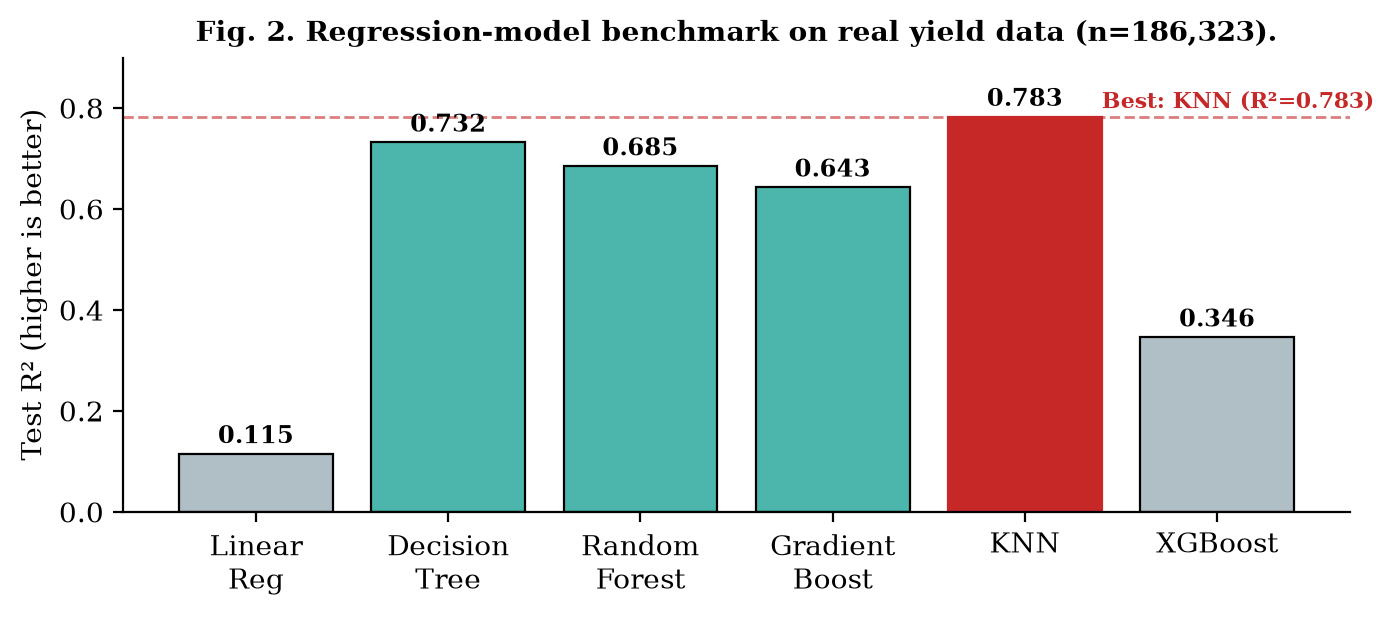 Fig. 2. Regression-model benchmark on real yield data (n=186,323).
Test R² (higher is better)
0.8
0.6
0.4
0.2
0.0
0.115
0.732
0.685
0.643
0.783
0.346
Best: KNN (R²=0.783)
Linear
Reg
Decision
Tree
Random
Forest
Gradient
Boost
KNN
XGBoost